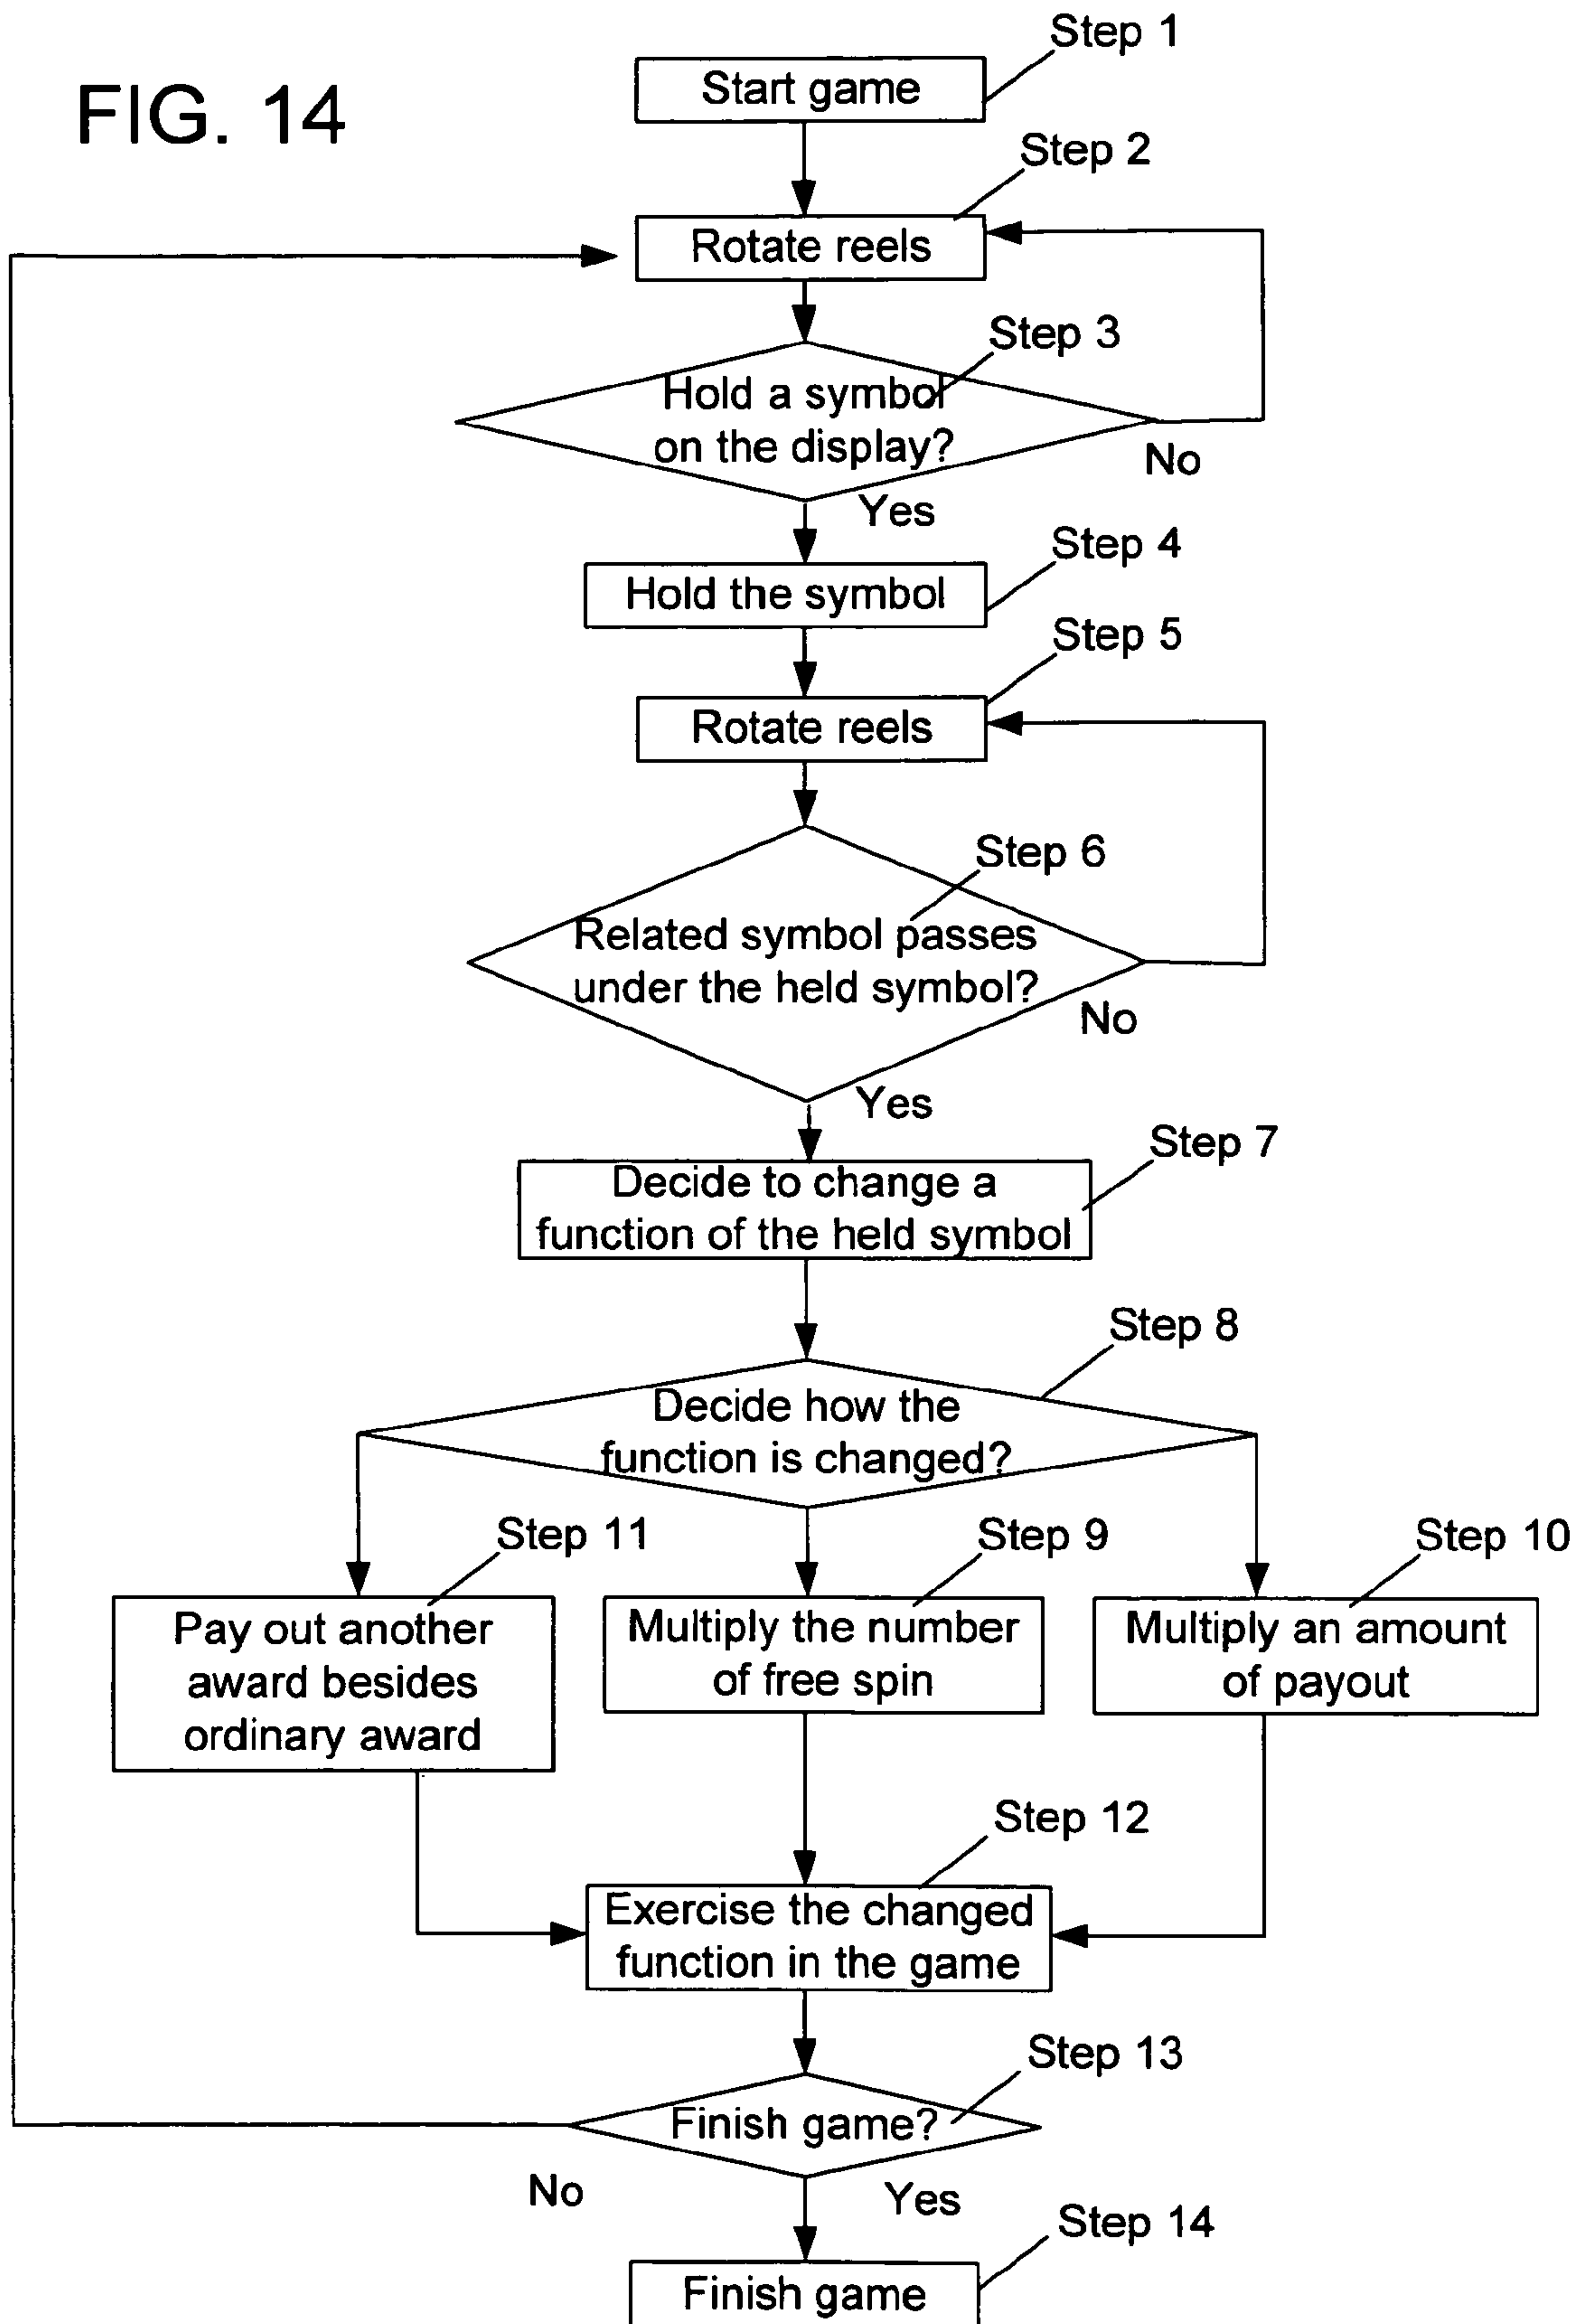 FIG. 14
Step 1
Start game
Step 2
Rotate reels
Step 3
Hold a symbol
on the display?
No
Yes
Step 4
Hold the symbol
Step 5
Rotate reels
Step 6
Related symbol passes
under the held symbol?
No
Yes
Step 7
Decide to change a
function of the held symbol
Step 8
Decide how the
function is changed?
Step 11
Pay out another
award besides
ordinary award
Step 9
Multiply the number
of free spin
Step 10
Multiply an amount
of payout
Step 12
Exercise the changed
function in the game
Step 13
Finish game?
No
Yes
Step 14
Finish game